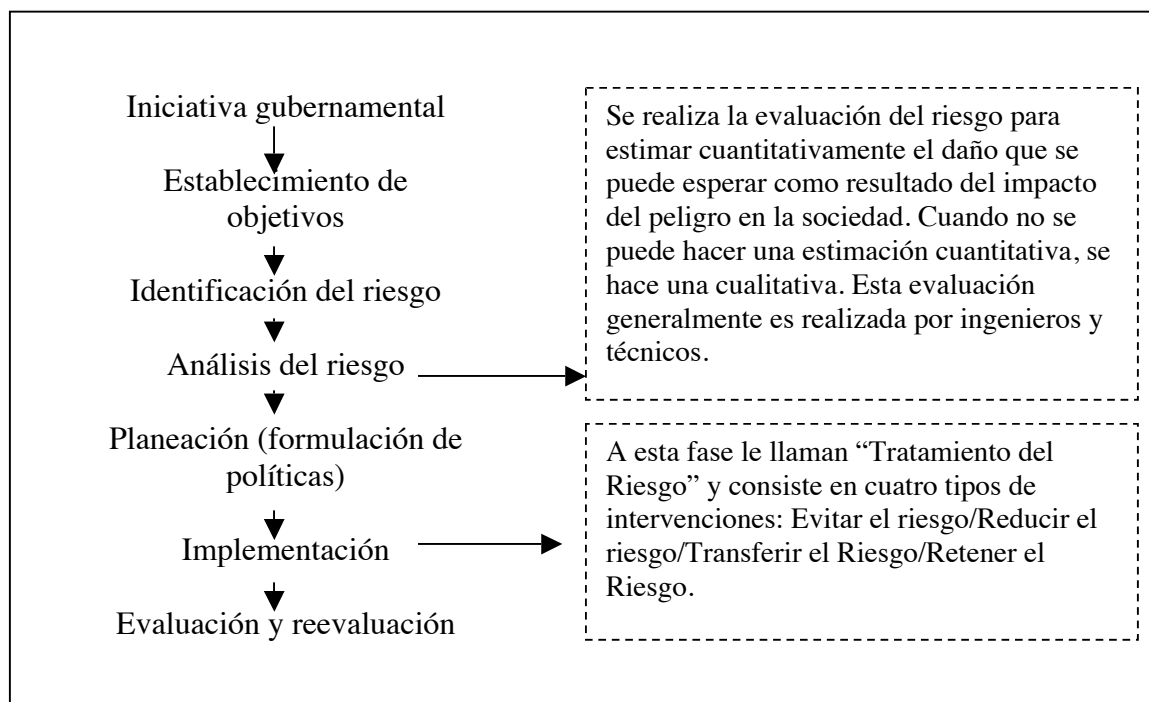 Iniciativa gubernamental
Establecimiento de
objetivos
Identificación del riesgo
Análisis del riesgo
Planeación (formulación de
políticas)
Implementación
Evaluación y reevaluación
Se realiza la evaluación del riesgo para
estimar cuantitativamente el daño que se
puede esperar como resultado del impacto
del peligro en la sociedad. Cuando no se
puede hacer una estimación cuantitativa, se
hace una cualitativa. Esta evaluación
generalmente es realizada por ingenieros y
técnicos.
A esta fase le llaman “Tratamiento del
Riesgo” y consiste en cuatro tipos de
intervenciones: Evitar el riesgo/Reducir el
riesgo/Transferir el Riesgo/Retener el
Riesgo.